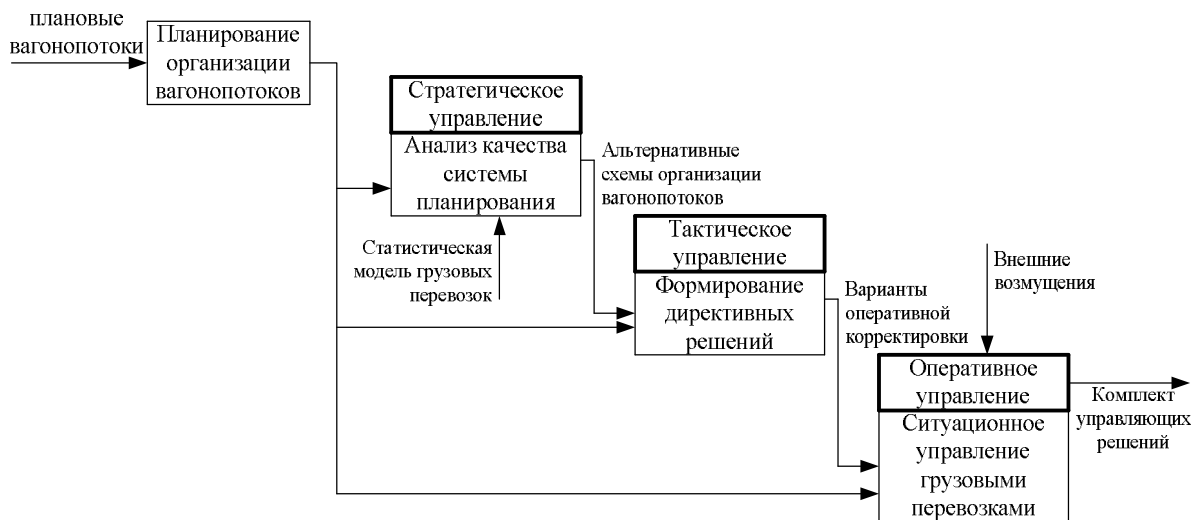 плановые
вагонопотоки
Планирование
организации
вагонопотоков
Стратегическое
управление
Анализ качества
системы
планирования
Статистическая
модель грузовых
перевозок
Альтернативные
схемы организации
вагонопотоков
Тактическое
управление
Формирование
директивных
решений
Варианты
оперативной
корректировки
Внешние
возмущения
Оперативное
управление
Ситуационное
управление
грузовыми
перевозками
Комплект
управляющих
решений